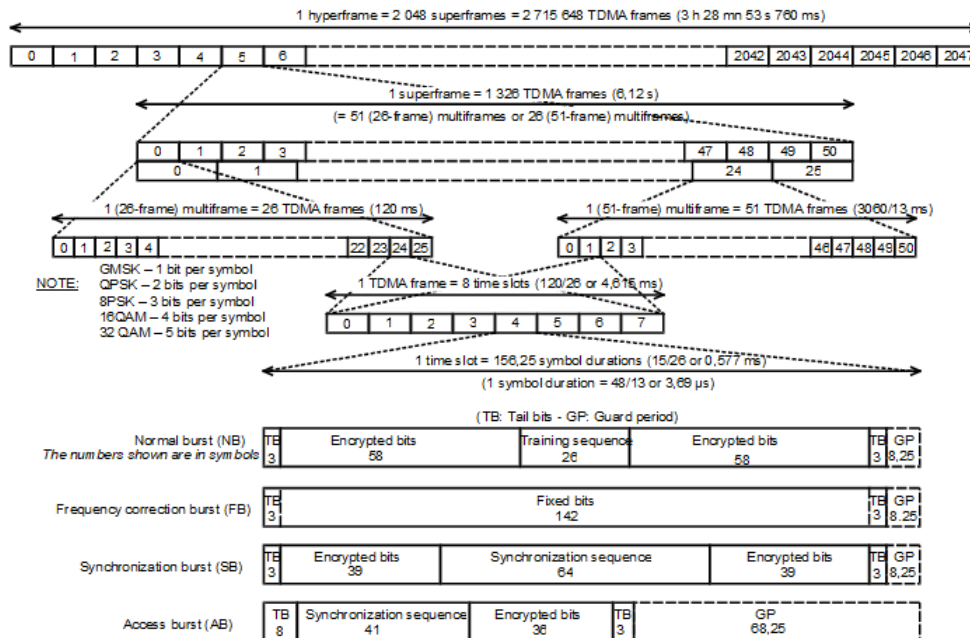 1 hyperframe = 2 048 superframes = 2 715 648 TDMA frames (3 h 28 mn 53 s 760 ms)
0 1 2 3 4 5 6 2042 2043 2044 2045 2046 2047
1 superframe = 1 326 TDMA frames (6,12 s)
(= 51 (26-frame) multiframes or 26 (51-frame) multiframes)
0 1 2 3 47 48 49 50
0 1 24 25
1 (26-frame) multiframe = 26 TDMA frames (120 ms) 1 (51-frame) multiframe = 51 TDMA frames (3060/13 ms)
0 1 2 3 4 22 23 24 25 0 1 2 3 46 47 48 49 50
GMSK – 1 bit per symbol
NOTE: QPSK – 2 bits per symbol
8PSK – 3 bits per symbol
16QAM – 4 bits per symbol
32 QAM – 5 bits per symbol
1 TDMA frame = 8 time slots (120/26 or 4,615 ms)
0 1 2 3 4 5 6 7
1 time slot = 156,25 symbol durations (15/26 or 0,577 ms)
(1 symbol duration = 48/13 or 3,69 µs)
(TB: Tail bits - GP: Guard period)
Normal burst (NB) TB Encrypted bits Training sequence Encrypted bits TB GP
The numbers shown are in symbols 3 58 26 58 3 8,25
Frequency correction burst (FB) TB Fixed bits TB GP
3 142 3 8.25
Synchronization burst (SB) TB Encrypted bits Synchronization sequence Encrypted bits TB GP
3 39 64 39 3 8,25
Access burst (AB) TB Synchronization sequence Encrypted bits TB GP
8 41 36 3 68,25